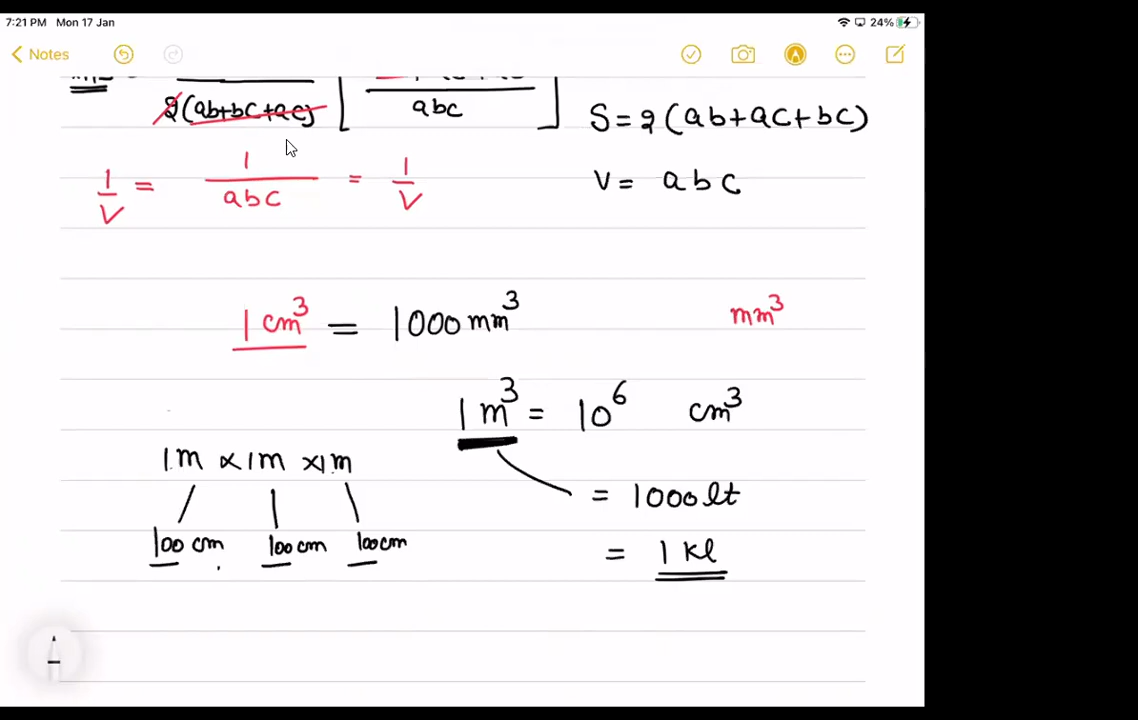 7:21 PM Mon 17 Jan 24%
Notes
2(ab+bc+ac) [ abc ]
S = 2 (ab+ac+bc)
1/V = 1/abc = 1/V
V = abc
1 cm³ = 1000 mm³
mm³
1 m³ = 10⁶ cm³
1m × 1m × 1m
= 1000 lt
100 cm 100 cm 100 cm
= 1 kl